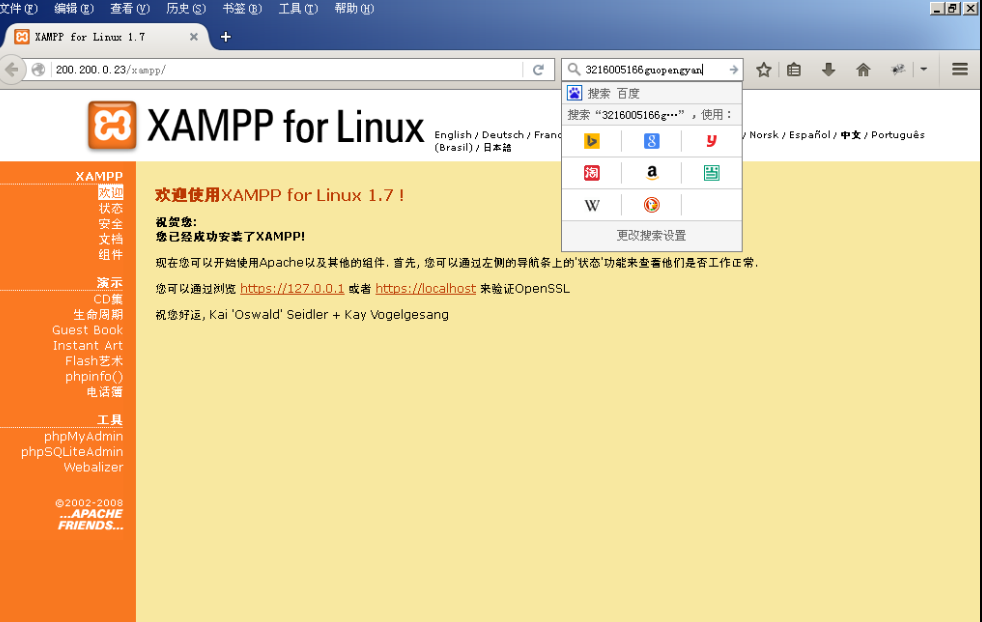 文件(F) 编辑(E) 查看(V) 历史(S) 书签(B) 工具(T) 帮助(H)
XAMPP for Linux 1.7
200.200.0.23/xampp/
3216005166guopengyan
搜索 百度
搜索“3216005166g…”，使用：
淘
a
当
W
更改搜索设置
XAMPP for Linux
English / Deutsch / Franc
/ Norsk / Español / 中文 / Português
(Brasil) / 日本語
XAMPP
欢迎
状态
安全
文档
组件
演示
CD集
生命周期
Guest Book
Instant Art
Flash艺术
phpinfo()
电话簿
工具
phpMyAdmin
phpSQLiteAdmin
Webalizer
©2002-2008
...APACHE
FRIENDS...
欢迎使用XAMPP for Linux 1.7 !
祝贺您:
您已经成功安装了XAMPP!
现在您可以开始使用Apache以及其他的组件. 首先, 您可以通过左侧的导航条上的'状态'功能来查看他们是否工作正常.
您可以通过浏览 https://127.0.0.1 或者 https://localhost 来验证OpenSSL
祝您好运, Kai 'Oswald' Seidler + Kay Vogelgesang